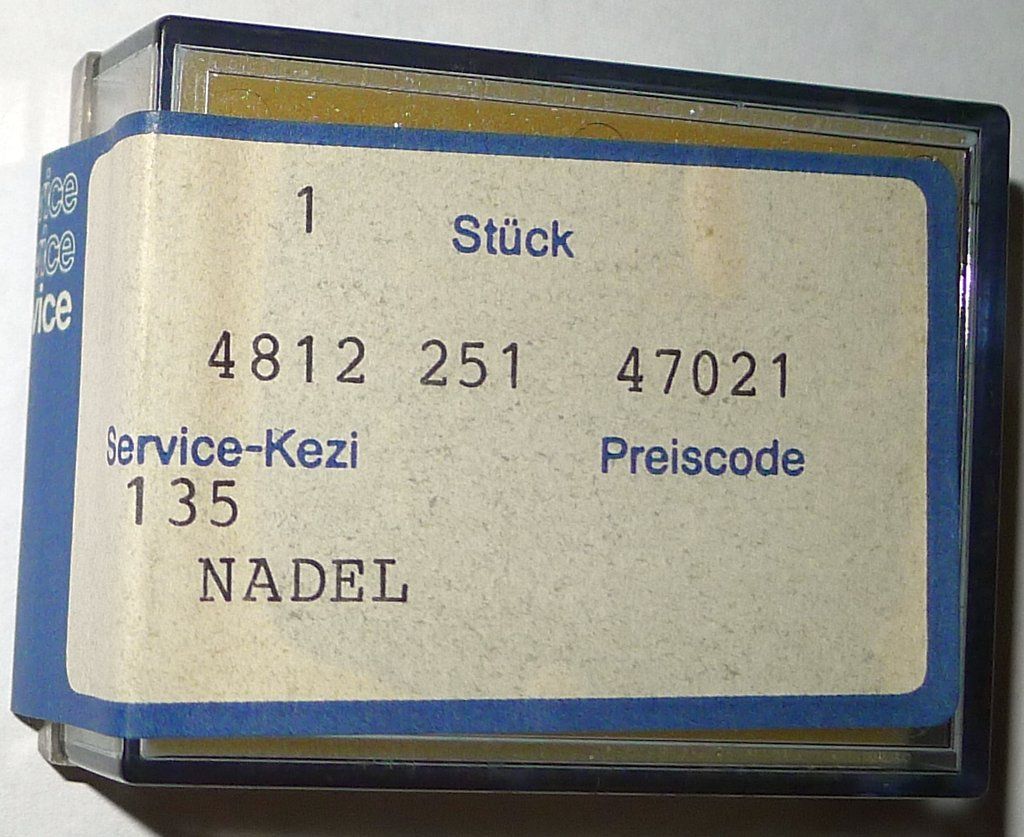 1 Stück
4812 251 47021
Service-Kezi Preiscode
135
NADEL